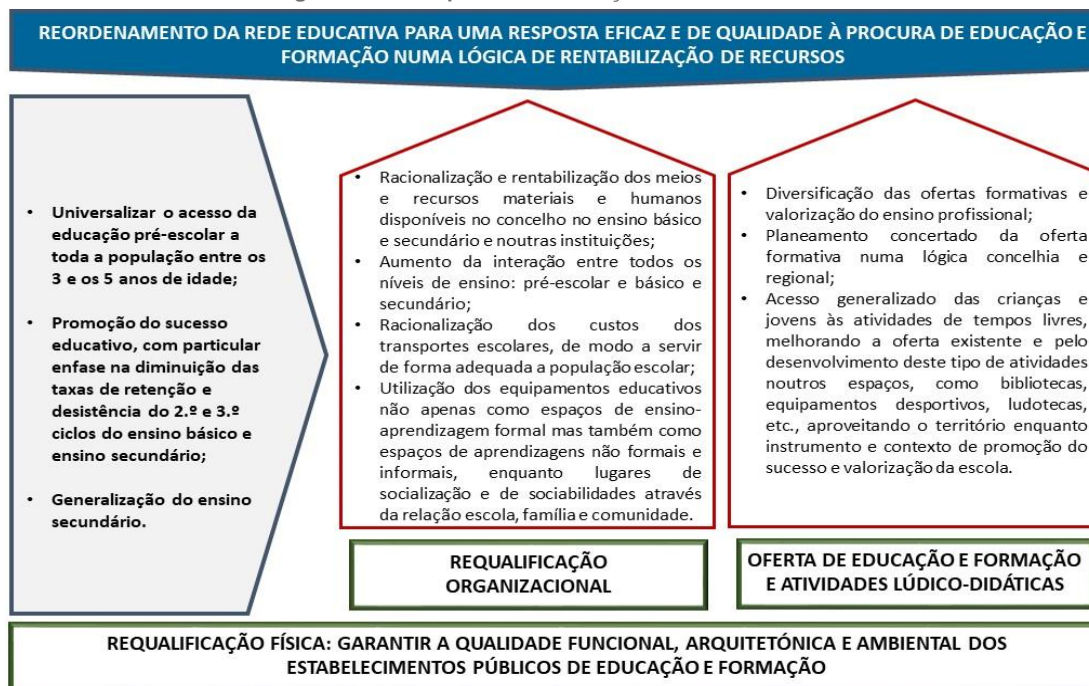 REORDENAMENTO DA REDE EDUCATIVA PARA UMA RESPOSTA EFICAZ E DE QUALIDADE À PROCURA DE EDUCAÇÃO E
FORMAÇÃO NUMA LÓGICA DE RENTABILIZAÇÃO DE RECURSOS
• Universalizar o acesso da
educação pré-escolar a
toda a população entre os
3 e os 5 anos de idade;
• Promoção do sucesso
educativo, com particular
enfase na diminuição das
taxas de retenção e
desistência do 2.º e 3.º
ciclos do ensino básico e
ensino secundário;
• Generalização do ensino
secundário.
• Racionalização e rentabilização dos meios
e recursos materiais e humanos
disponíveis no concelho no ensino básico
e secundário e noutras instituições;
• Aumento da interação entre todos os
níveis de ensino: pré-escolar e básico e
secundário;
• Racionalização dos custos dos
transportes escolares, de modo a servir
de forma adequada a população escolar;
• Utilização dos equipamentos educativos
não apenas como espaços de ensino-
aprendizagem formal mas também como
espaços de aprendizagens não formais e
informais, enquanto lugares de
socialização e de sociabilidades através
da relação escola, família e comunidade.
• Diversificação das ofertas formativas e
valorização do ensino profissional;
• Planeamento concertado da oferta
formativa numa lógica concelhia e
regional;
• Acesso generalizado das crianças e
jovens às atividades de tempos livres,
melhorando a oferta existente e pelo
desenvolvimento deste tipo de atividades
noutros espaços, como bibliotecas,
equipamentos desportivos, ludotecas,
etc., aproveitando o território enquanto
instrumento e contexto de promoção do
sucesso e valorização da escola.
REQUALIFICAÇÃO
ORGANIZACIONAL
OFERTA DE EDUCAÇÃO E FORMAÇÃO
E ATIVIDADES LÚDICO-DIDÁTICAS
REQUALIFICAÇÃO FÍSICA: GARANTIR A QUALIDADE FUNCIONAL, ARQUITETÓNICA E AMBIENTAL DOS
ESTABELECIMENTOS PÚBLICOS DE EDUCAÇÃO E FORMAÇÃO